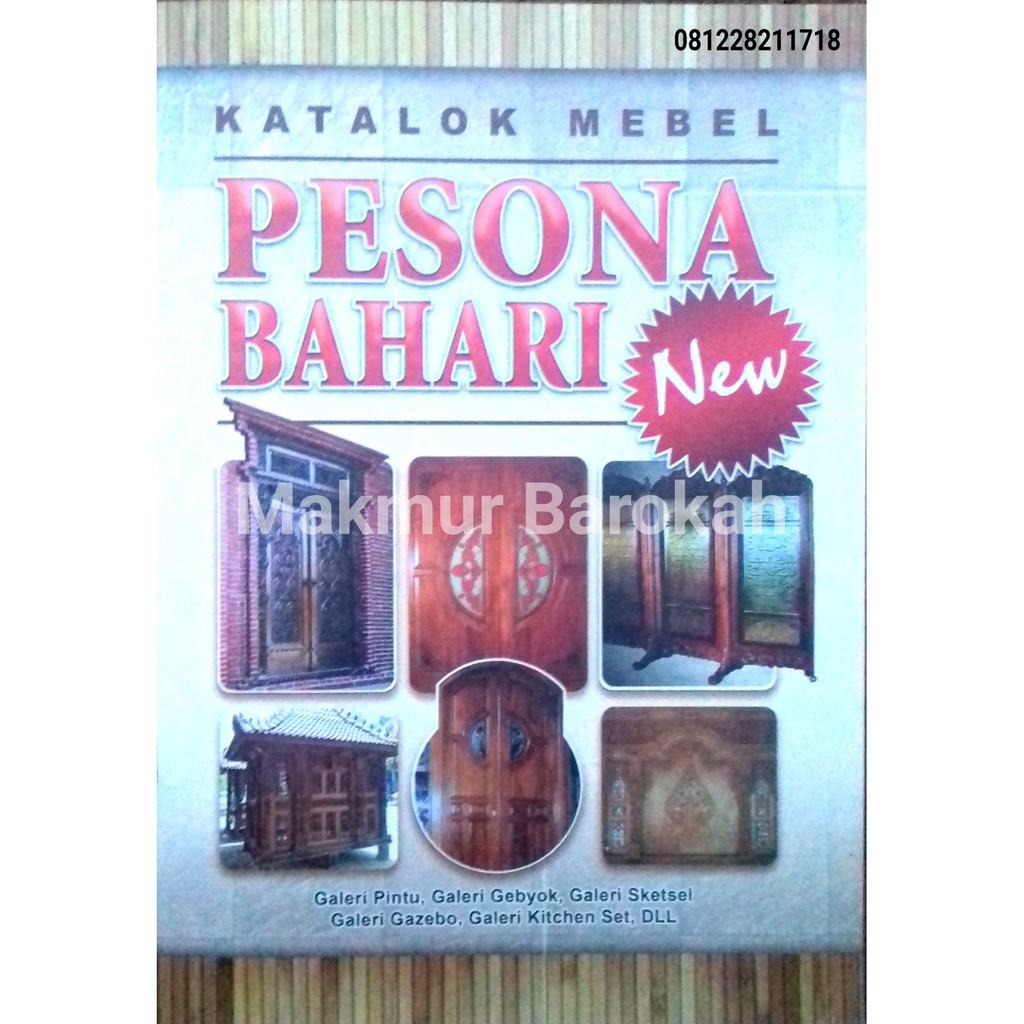 081228211718
KATALOK MEBEL
PESONA
BAHARI
New
Makmur Barokah
Galeri Pintu, Galeri Gebyok, Galeri Sketsel
Galeri Gazebo, Galeri Kitchen Set, DLL